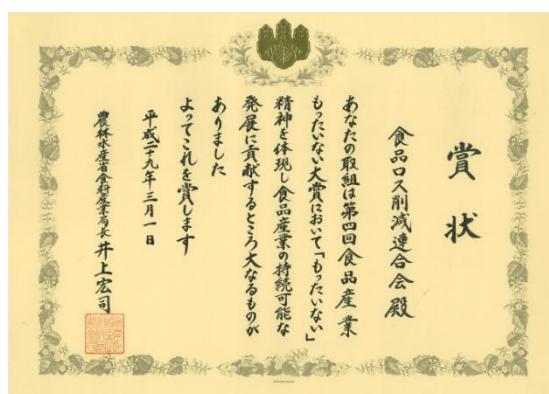 賞状
食品ロス削減連合会殿
あなたの取組は第四回食品産業
もったいない大賞において「もったいない」
精神を体現し食品産業の持続可能な
発展に貢献するところ大なるものが
ありました
よってこれを賞します
平成二十九年三月一日
農林水産省食料産業局長 井上宏司